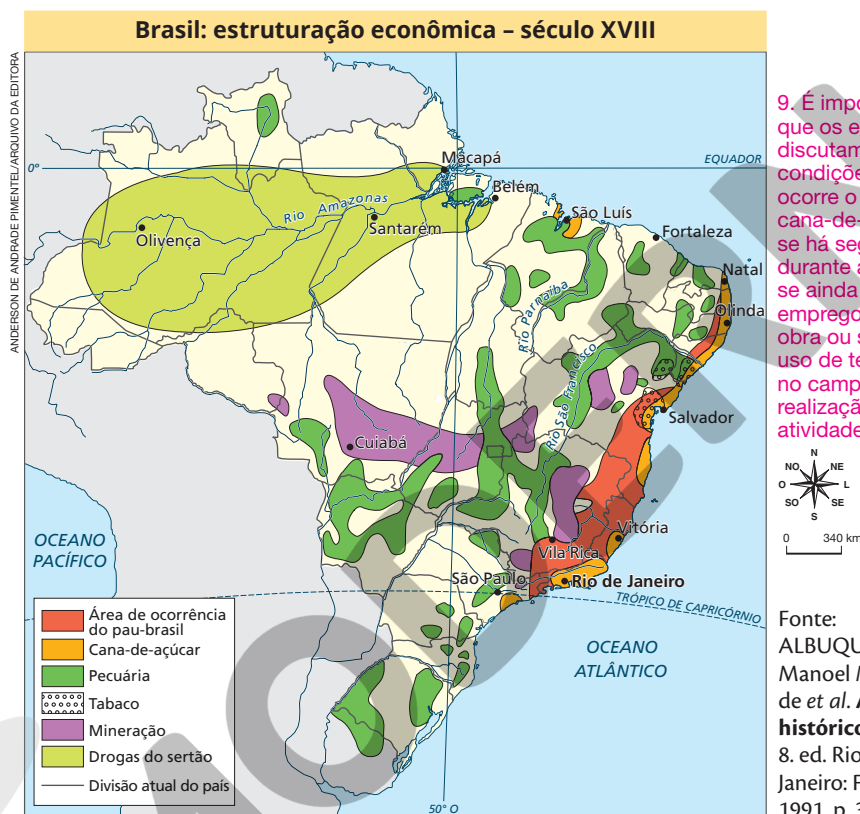 Brasil: estruturação econômica – século XVIII
ANDERSON DE ANDRADE PIMENTEL/ARQUIVO DA EDITORA
0º
EQUADOR
Macapá
Belém
Rio Amazonas
São Luís
Santarém
Olivença
Fortaleza
Natal
Rio Parnaíba
Olinda
Rio São Francisco
Salvador
Cuiabá
OCEANO
PACÍFICO
Vitória
Vila Rica
São Paulo
Rio de Janeiro
TRÓPICO DE CAPRICÓRNIO
OCEANO
ATLÂNTICO
50° O
Área de ocorrência
do pau-brasil
Cana-de-açúcar
Pecuária
Tabaco
Mineração
Drogas do sertão
Divisão atual do país
9. É impo
que os e
discutam
condiçõe
ocorre o
cana-de-
se há seg
durante a
se ainda
emprego
obra ou s
uso de te
no camp
realização
atividade
N
NO NE
O L
SO SE
S
0 340 km
Fonte:
ALBUQU
Manoel M
de et al. A
histórico
8. ed. Rio
Janeiro: F
1991. p. 3